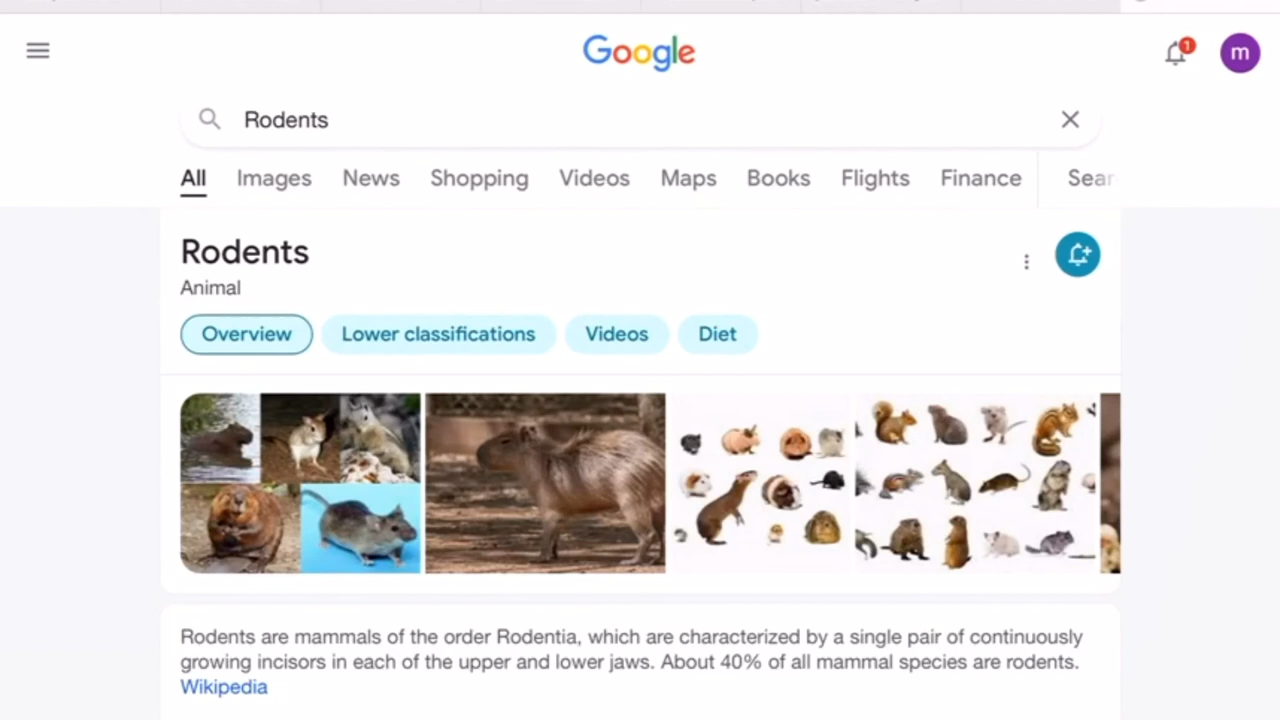 Google
1
m
Rodents
All Images News Shopping Videos Maps Books Flights Finance Sear
Rodents
Animal
Overview Lower classifications Videos Diet
Rodents are mammals of the order Rodentia, which are characterized by a single pair of continuously
growing incisors in each of the upper and lower jaws. About 40% of all mammal species are rodents.
Wikipedia